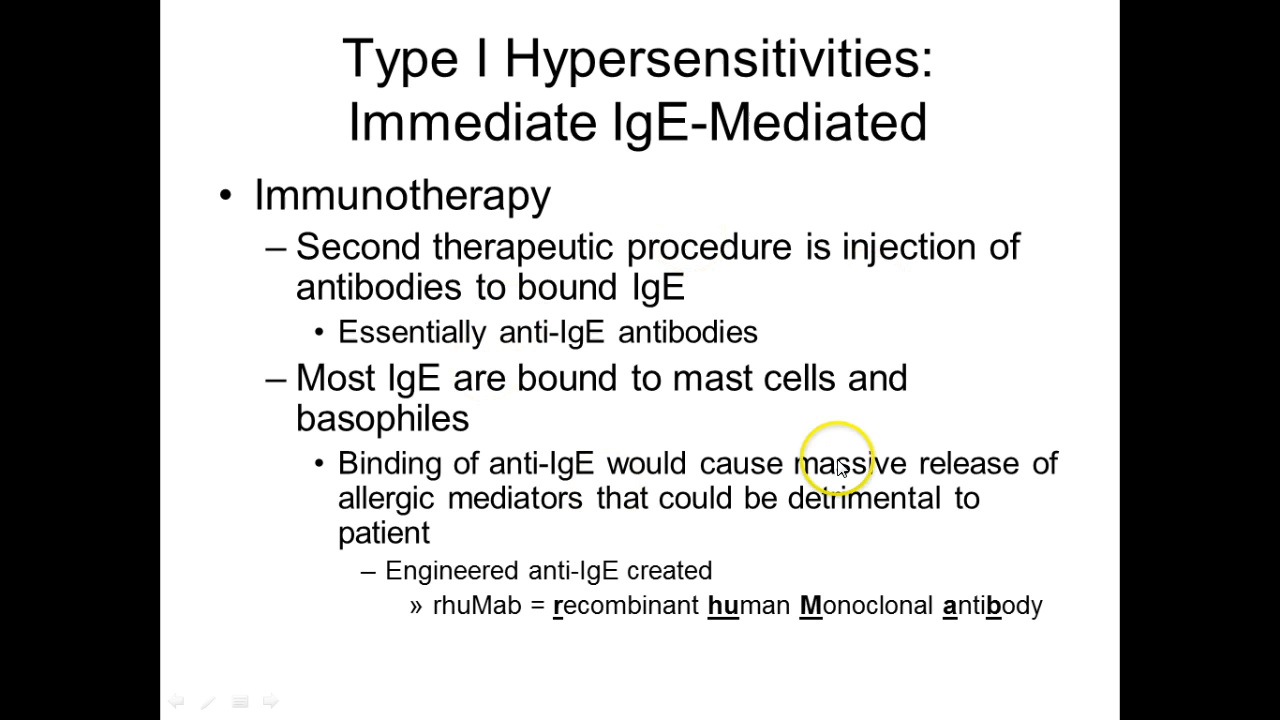 Type I Hypersensitivities:
Immediate IgE-Mediated
• Immunotherapy
– Second therapeutic procedure is injection of
antibodies to bound IgE
• Essentially anti-IgE antibodies
– Most IgE are bound to mast cells and
basophiles
• Binding of anti-IgE would cause massive release of
allergic mediators that could be detrimental to
patient
– Engineered anti-IgE created
» rhuMab = recombinant human Monoclonal antibody